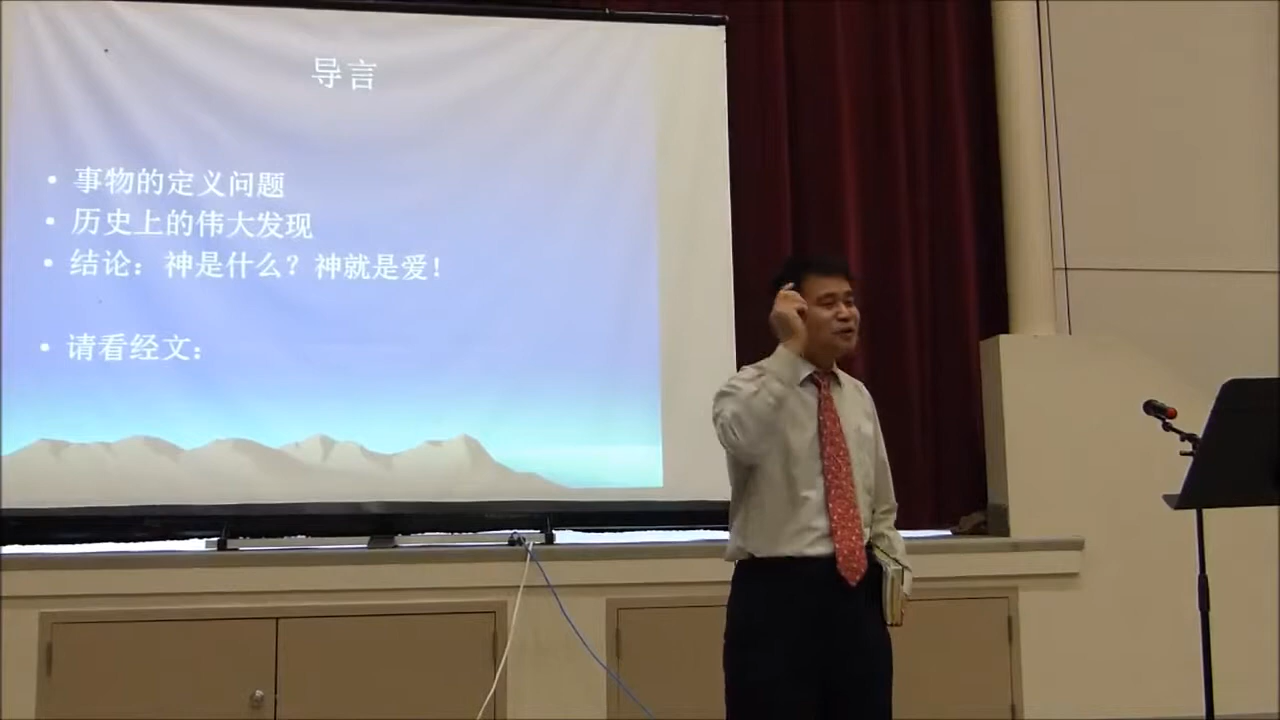 导言
• 事物的定义问题
• 历史上的伟大发现
• 结论：神是什么？神就是爱！
• 请看经文：